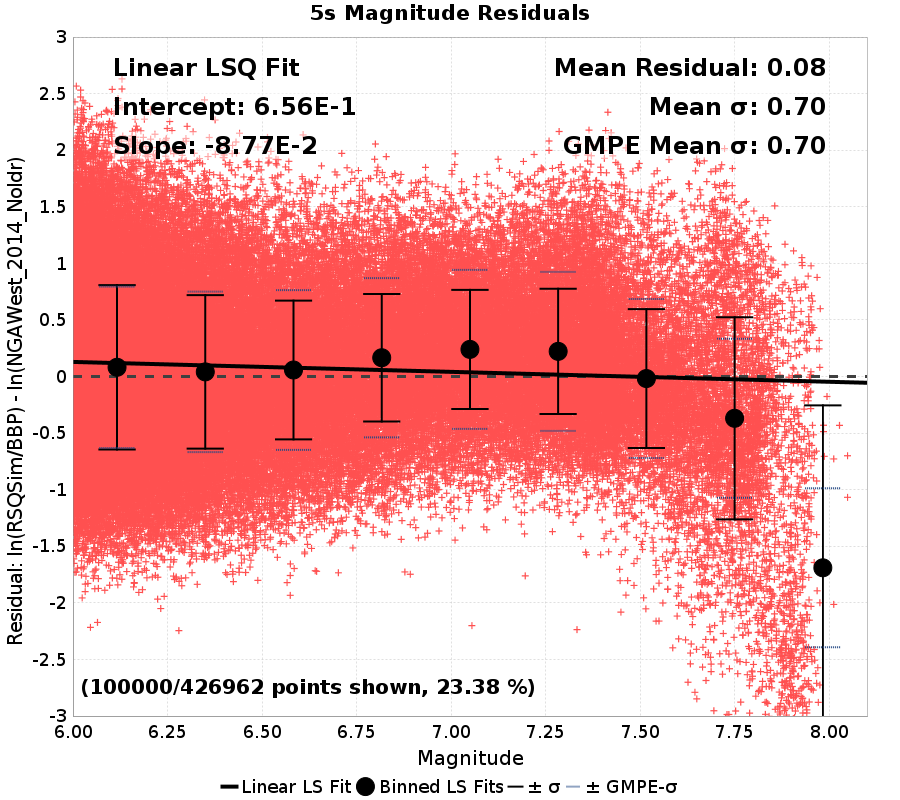 5s Magnitude Residuals
Linear LSQ Fit
Intercept: 6.56E-1
Slope: -8.77E-2
Mean Residual: 0.08
Mean σ: 0.70
GMPE Mean σ: 0.70
Residual: ln(RSQSim/BBP) - ln(NGAWest_2014_NoIdr)
3
2.5
2
1.5
1
0.5
0
-0.5
-1
-1.5
-2
-2.5
-3
(100000/426962 points shown, 23.38 %)
6.00 6.25 6.50 6.75 7.00 7.25 7.50 7.75 8.00
Magnitude
Linear LS Fit Binned LS Fits ± σ ± GMPE-σ